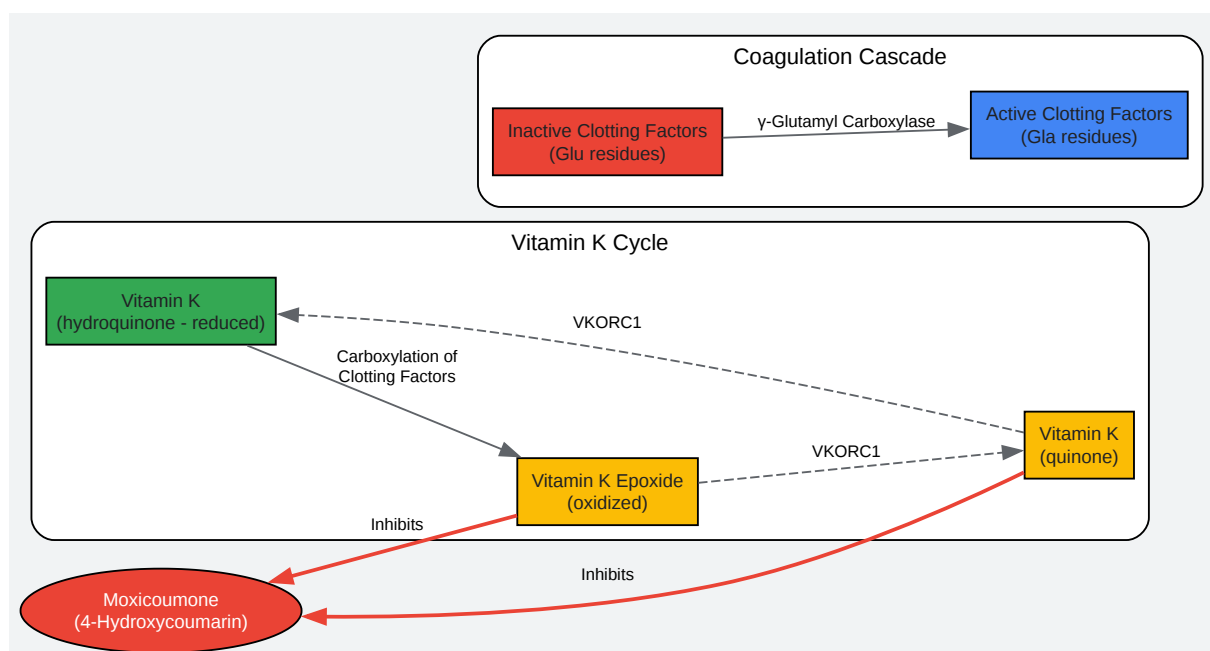 Coagulation Cascade
Inactive Clotting Factors
(Glu residues)
γ-Glutamyl Carboxylase
Active Clotting Factors
(Gla residues)
Vitamin K Cycle
Vitamin K
(hydroquinone - reduced)
VKORC1
Carboxylation of
Clotting Factors
Vitamin K
(quinone)
VKORC1
Vitamin K Epoxide
(oxidized)
Inhibits
Inhibits
Moxicoumone
(4-Hydroxycoumarin)